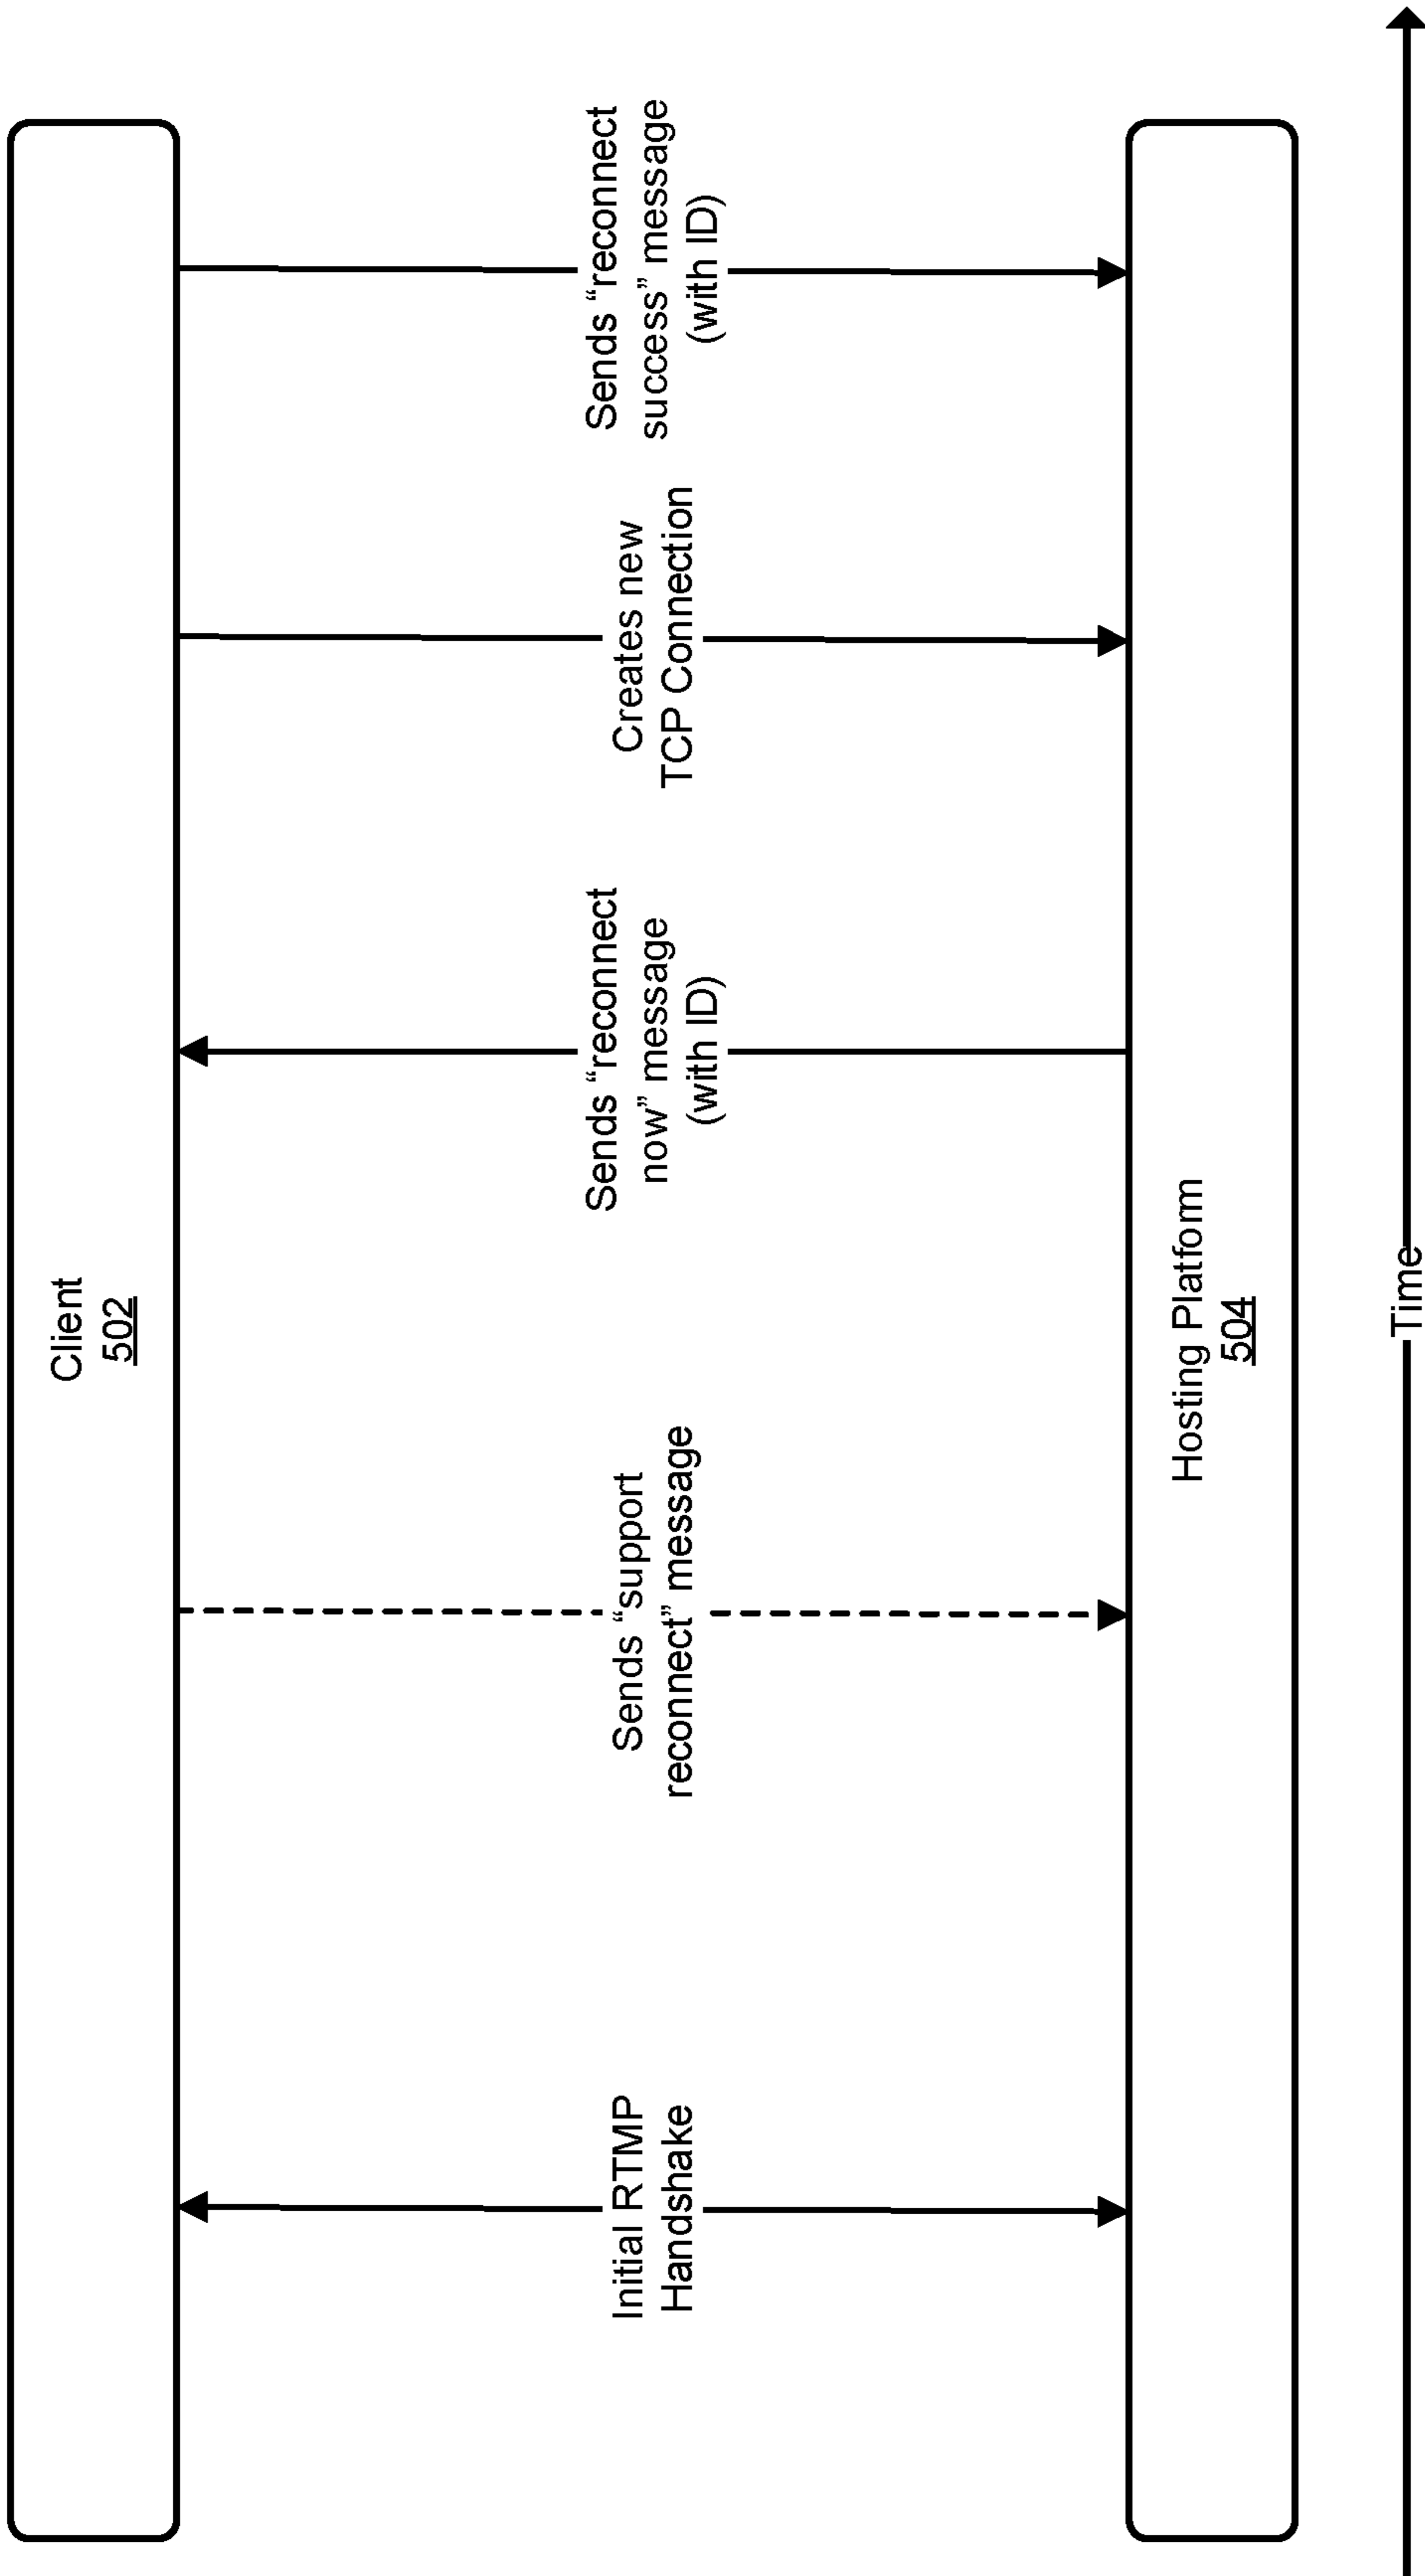 Client
502
Initial RTMP
Handshake
Sends “support
reconnect” message
Sends “reconnect
now” message
(with ID)
Creates new
TCP Connection
Sends “reconnect
success” message
(with ID)
Hosting Platform
504
Time